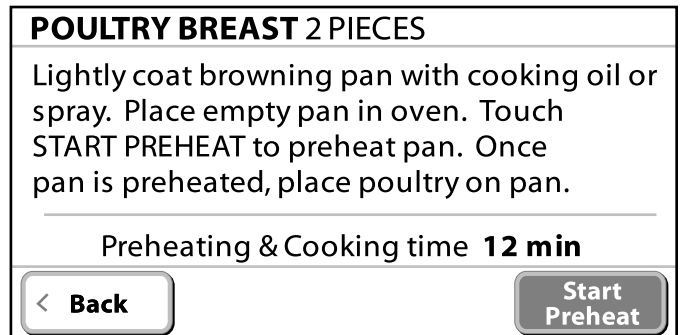 POULTRY BREAST 2 PIECES
Lightly coat browning pan with cooking oil or
spray. Place empty pan in oven. Touch
START PREHEAT to preheat pan. Once
pan is preheated, place poultry on pan.
Preheating & Cooking time 12 min
< Back
Start
Preheat